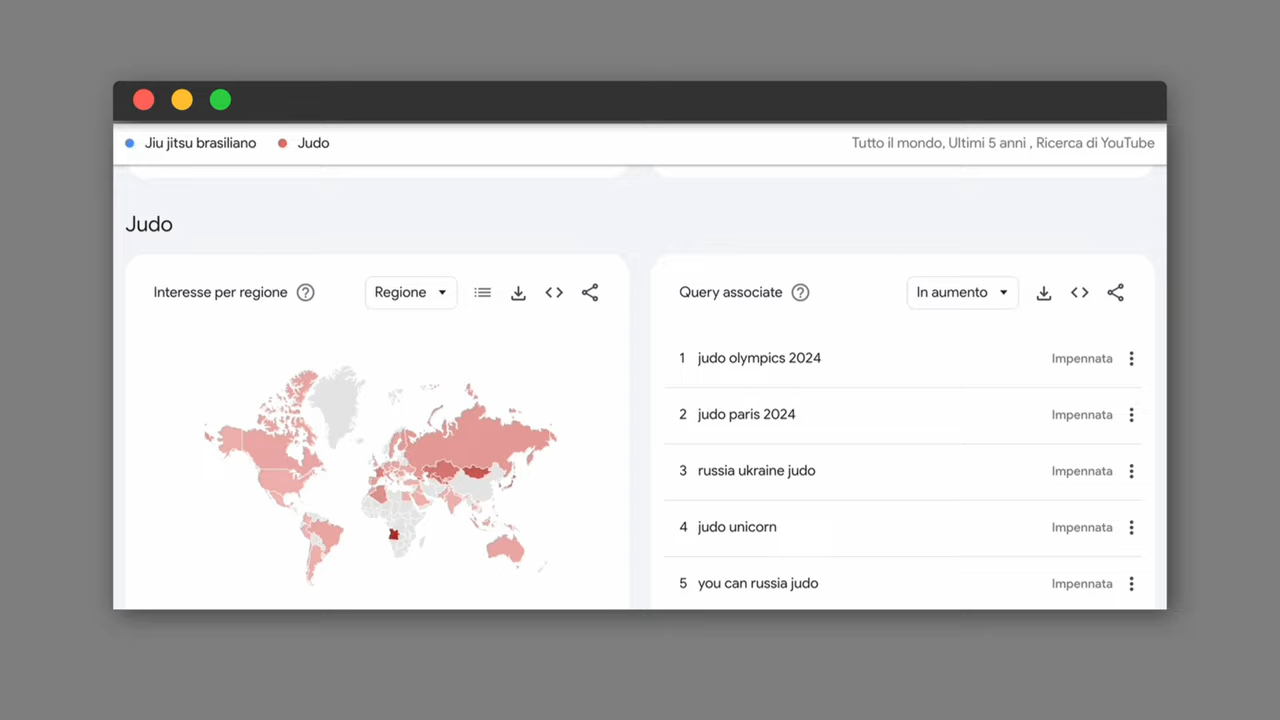 Jiu jitsu brasiliano Judo Tutto il mondo, Ultimi 5 anni , Ricerca di YouTube
Judo
Interesse per regione Regione
Query associate In aumento
1 judo olympics 2024 Impennata
2 judo paris 2024 Impennata
3 russia ukraine judo Impennata
4 judo unicorn Impennata
5 you can russia judo Impennata